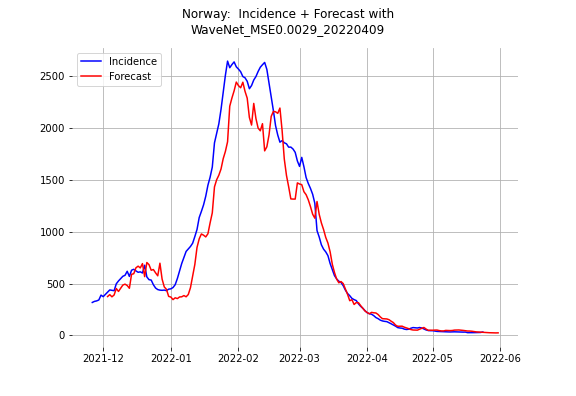 Norway:  Incidence + Forecast with
WaveNet_MSE0.0029_20220409
Incidence
Forecast
2500
2000
1500
1000
500
0
2021-12 2022-01 2022-02 2022-03 2022-04 2022-05 2022-06